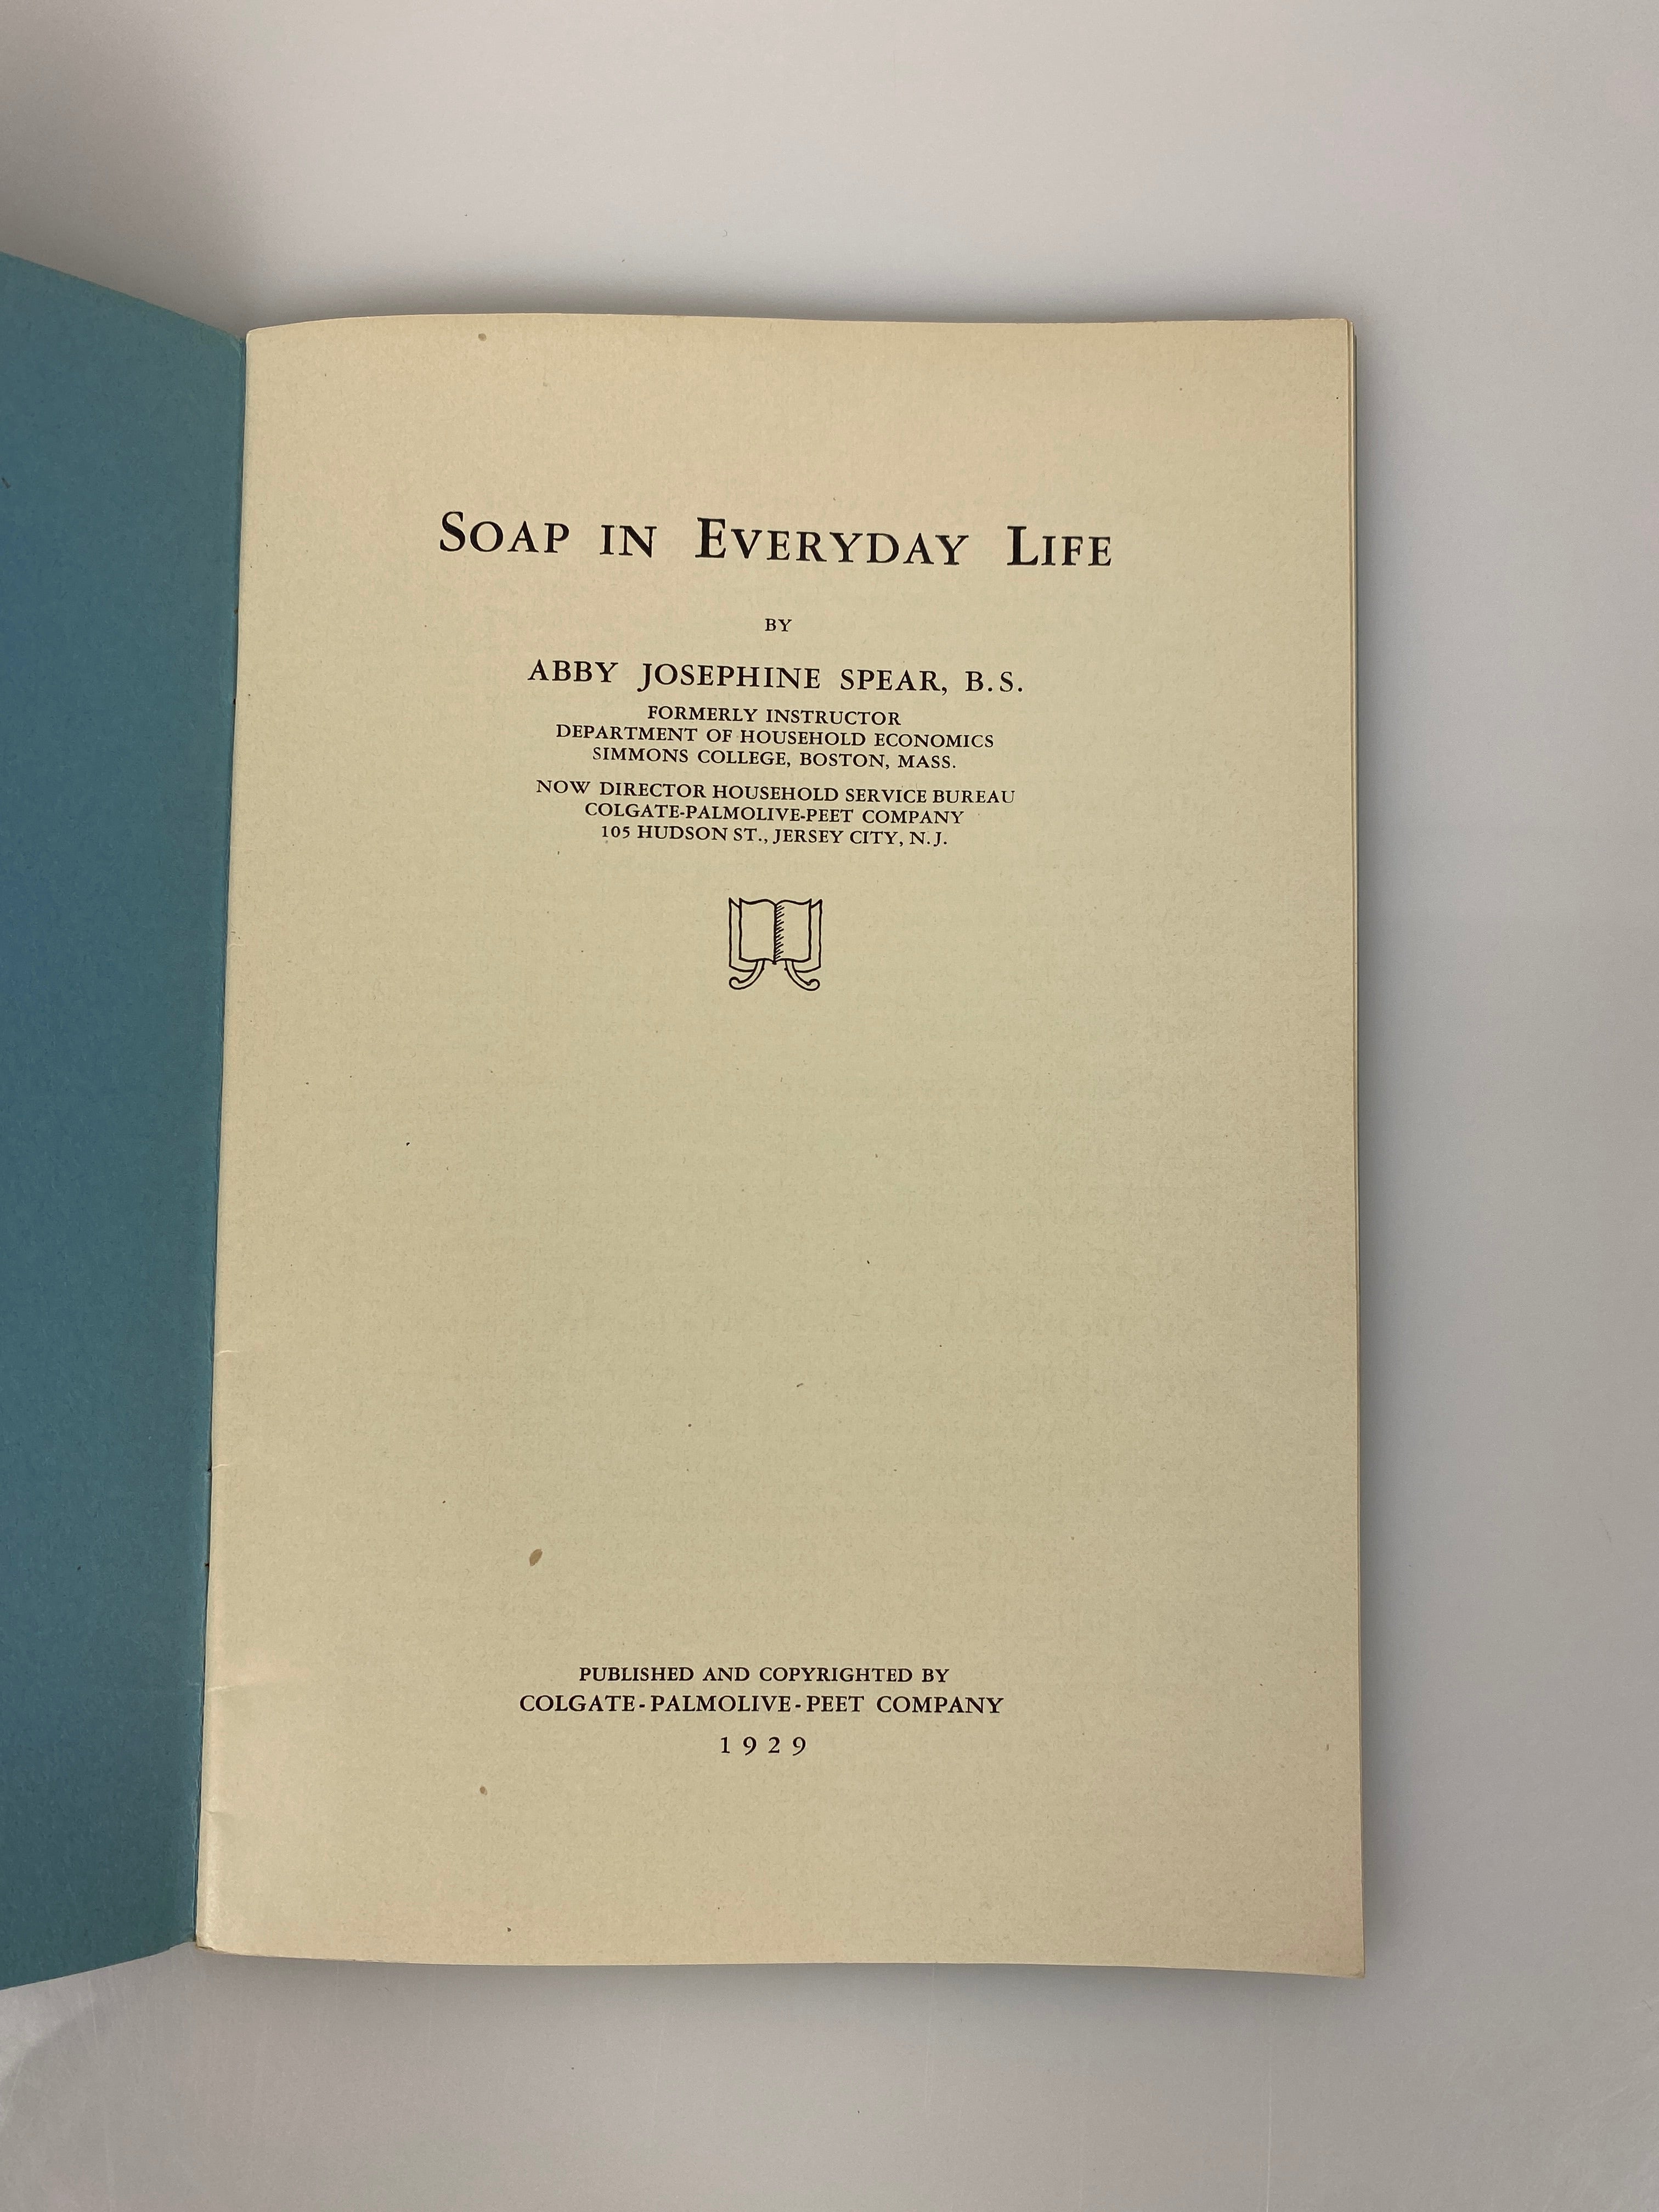 SOAP IN EVERYDAY LIFE
BY
ABBY JOSEPHINE SPEAR, B.S.
FORMERLY INSTRUCTOR
DEPARTMENT OF HOUSEHOLD ECONOMICS
SIMMONS COLLEGE, BOSTON, MASS.
NOW DIRECTOR HOUSEHOLD SERVICE BUREAU
COLGATE-PALMOLIVE-PEET COMPANY
105 HUDSON ST., JERSEY CITY, N.J.
PUBLISHED AND COPYRIGHTED BY
COLGATE-PALMOLIVE-PEET COMPANY
1929